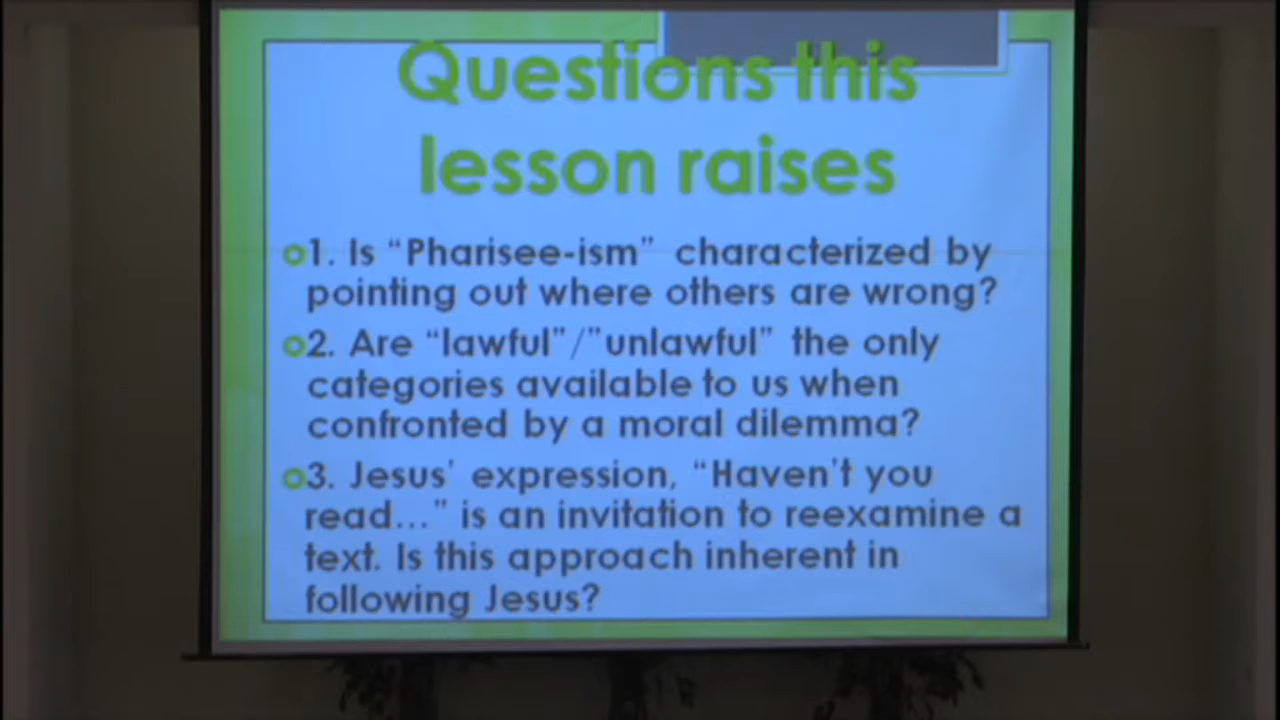 Questions this
lesson raises
1. Is “Pharisee-ism” characterized by
pointing out where others are wrong?
2. Are “lawful”/”unlawful” the only
categories available to us when
confronted by a moral dilemma?
3. Jesus’ expression, “Haven’t you
read...” is an invitation to reexamine a
text. Is this approach inherent in
following Jesus?